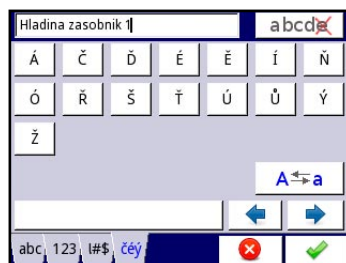 Hladina zasobnik 1 abcde
Á Č Ď É Ě Í Ň
Ó Ř Š Ť Ú Ů Ý
Ž
A a
abc 123 !#$ čéý